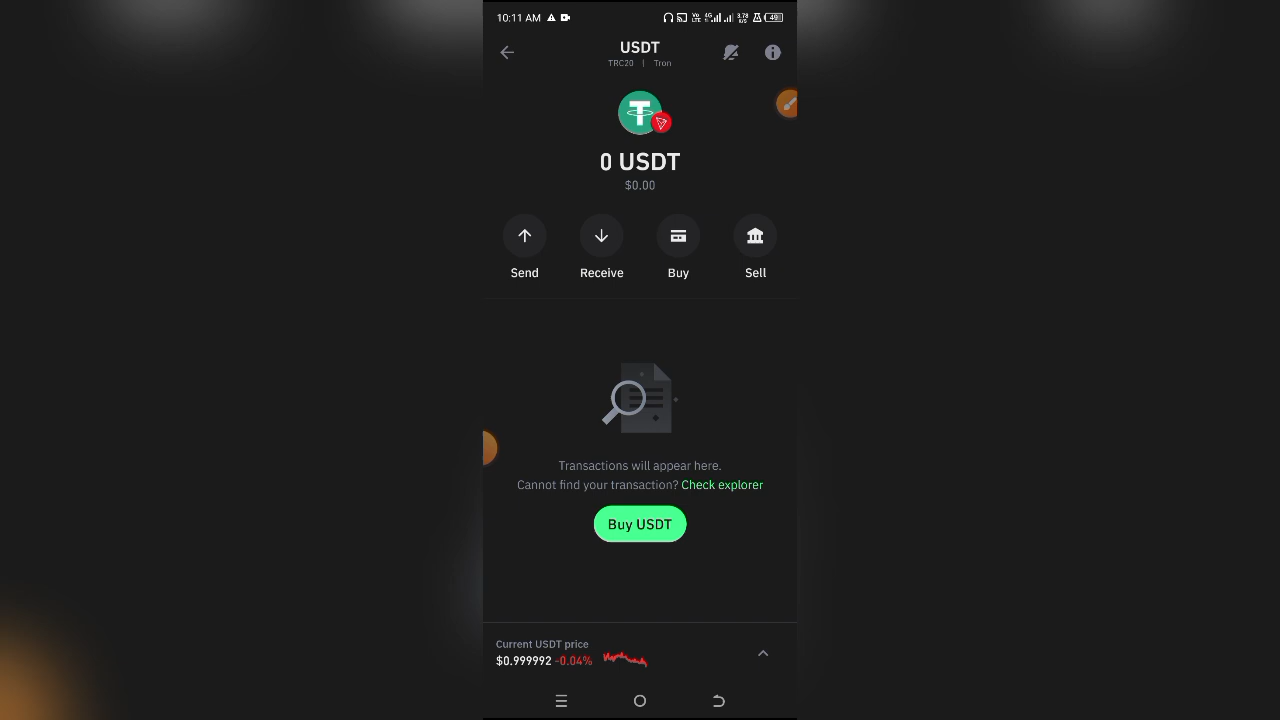 10:11 AM
USDT
TRC20 | Tron
0 USDT
$0.00
Send Receive Buy Sell
Transactions will appear here.
Cannot find your transaction? Check explorer
Buy USDT
Current USDT price
$0.999992 -0.04%